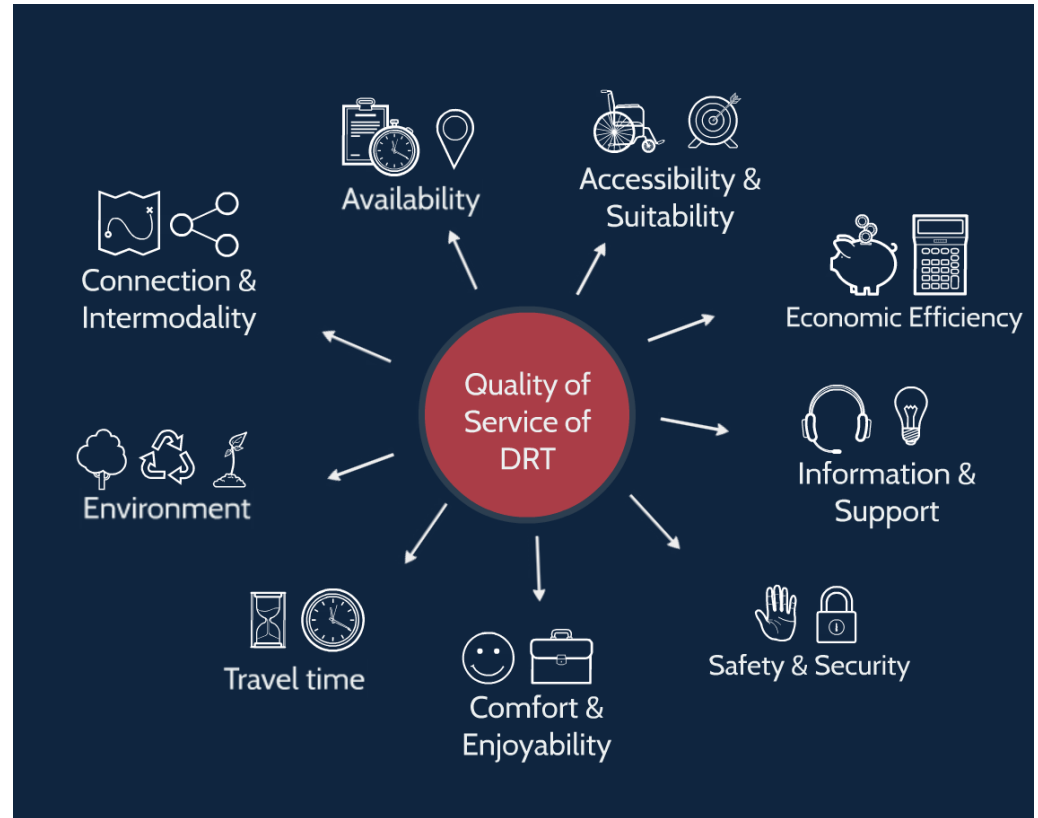 Availability
Accessibility &
Suitability
Connection &
Intermodality
Economic Efficiency
Quality of
Service of
DRT
Information &
Support
Environment
Safety & Security
Travel time
Comfort &
Enjoyability